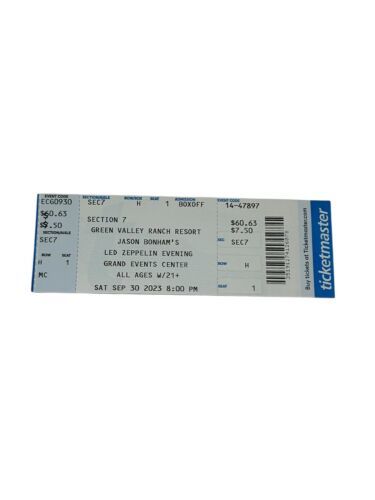 EVENT CODE
EC60930
$60.63
$7.50
SECTION/AISLE
SEC7
ROW SEAT
H 1
MC
SECTION/AISLE ROW/BOX SEAT ADMISSION
SEC7 H 1 BOXOFF
SECTION 7
GREEN VALLEY RANCH RESORT
JASON BONHAM'S
LED ZEPPELIN EVENING
GRAND EVENTS CENTER
ALL AGES W/21+
SAT SEP 30 2023 8:00 PM
EVENT CODE
14-47897
$60.63
$7.50
SEC7
ROW H
SEAT 1
Buy tickets at Ticketmaster.com
ticketmaster